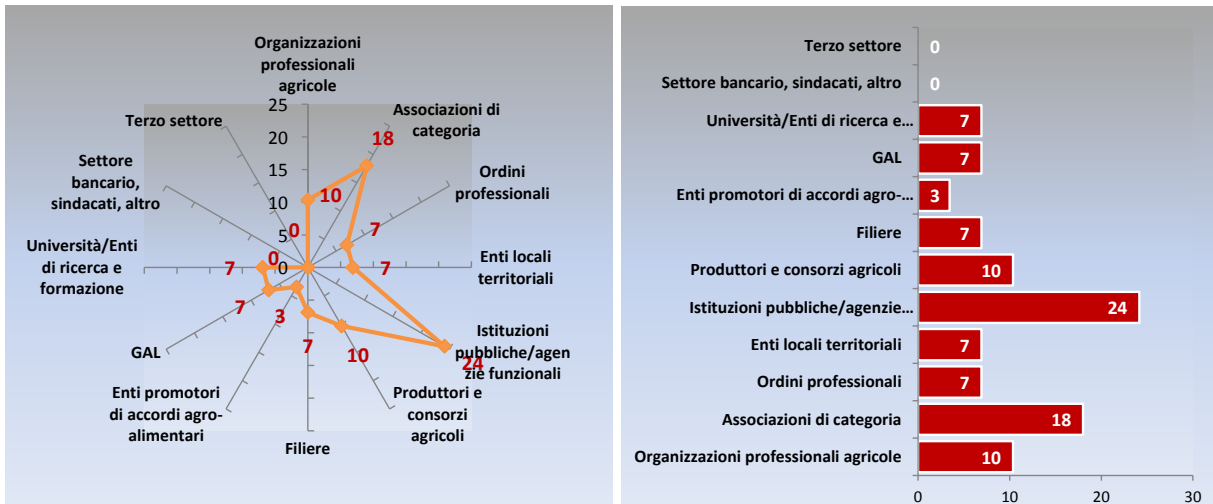 Organizzazioni
professionali
agricole
25
20
15
10
5
0
Associazioni di
categoria
18
10
Ordini
professionali
7
Enti locali
territoriali
7
Istituzioni
pubbliche/agen
zie funzionali
24
Produttori e
consorzi
agricoli
10
Filiere
7
Enti promotori
di accordi agro-
alimentari
3
GAL
7
Università/Enti
di ricerca e
formazione
7
Settore
bancario,
sindacati, altro
0
Terzo settore
0
Terzo settore 0
Settore bancario, sindacati, altro 0
Università/Enti di ricerca e… 7
GAL 7
Enti promotori di accordi agro-… 3
Filiere 7
Produttori e consorzi agricoli 10
Istituzioni pubbliche/agenzie… 24
Enti locali territoriali 7
Ordini professionali 7
Associazioni di categoria 18
Organizzazioni professionali agricole 10
0 10 20 30